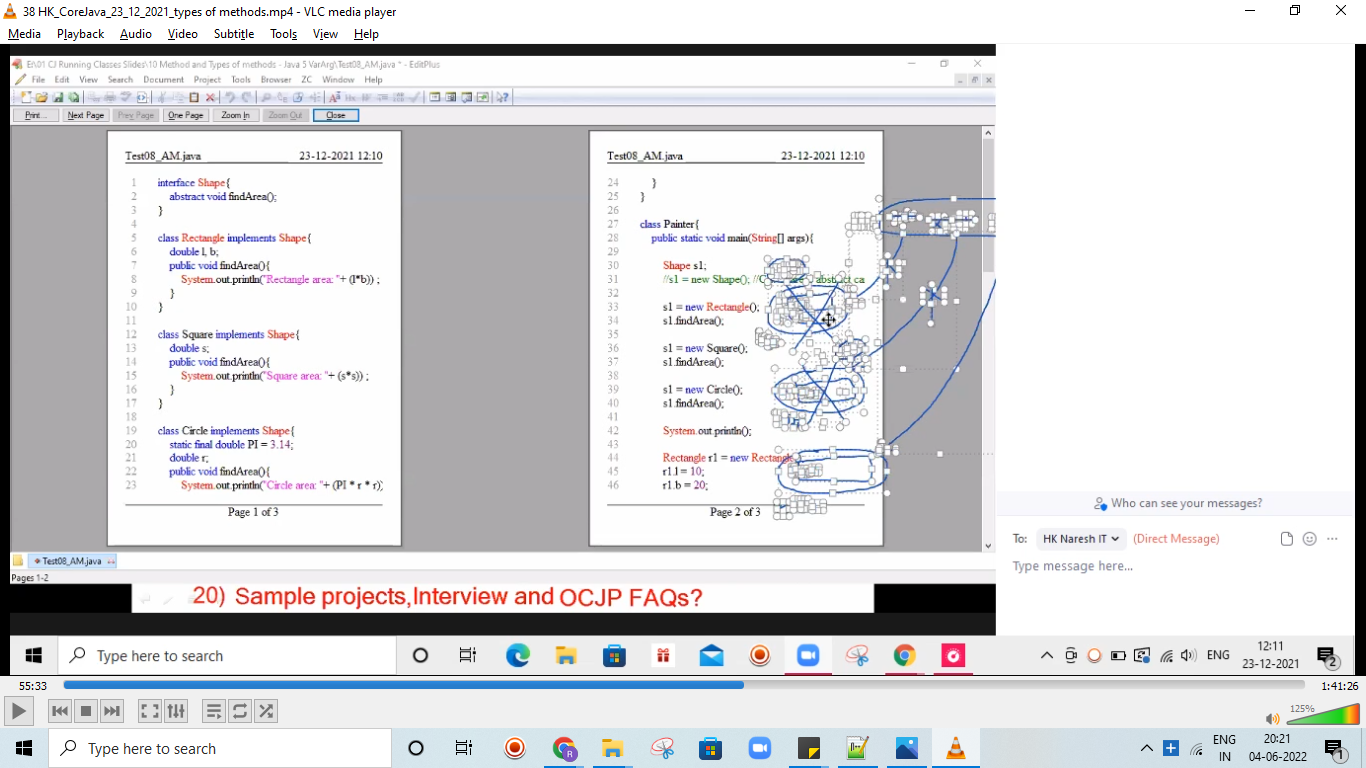 38 HK_CoreJava_23_12_2021_types of methods.mp4 - VLC media player
Media Playback Audio Video Subtitle Tools View Help
E:\01 CJ Running Classes Slides\10 Method and Types of methods - Java 5 VarArg\Test08_AM.java * - EditPlus
File Edit View Search Document Project Tools Browser ZC Window Help
Print... Next Page Prev Page One Page Zoom In Zoom Out Close
Test08_AM.java 23-12-2021 12:10
1 interface Shape{
2 abstract void findArea();
3 }
4
5 class Rectangle implements Shape{
6 double l, b;
7 public void findArea(){
8 System.out.println("Rectangle area: "+ (l*b)) ;
9 }
10 }
11
12 class Square implements Shape{
13 double s;
14 public void findArea(){
15 System.out.println("Square area: "+ (s*s)) ;
16 }
17 }
18
19 class Circle implements Shape{
20 static final double PI = 3.14;
21 double r;
22 public void findArea(){
23 System.out.println("Circle area: "+ (PI * r * r))
Page 1 of 3
Test08_AM.java 23-12-2021 12:10
24 }
25 }
26
27 class Painter{
28 public static void main(String[] args){
29
30 Shape s1;
31 //s1 = new Shape(); // abstract ca
32
33 s1 = new Rectangle();
34 s1.findArea();
35
36 s1 = new Square();
37 s1.findArea();
38
39 s1 = new Circle();
40 s1.findArea();
41
42 System.out.println();
43
44 Rectangle r1 = new Rectangle
45 r1.l = 10;
46 r1.b = 20;
Page 2 of 3
Test08_AM.java
Pages 1-2
20) Sample projects,Interview and OCJP FAQs?
Who can see your messages?
To: HK Naresh IT (Direct Message)
Type message here...
Type here to search
ENG
12:11
23-12-2021
2
55:33
1:41:26
125%
Type here to search
ENG
IN
20:21
04-06-2022
1